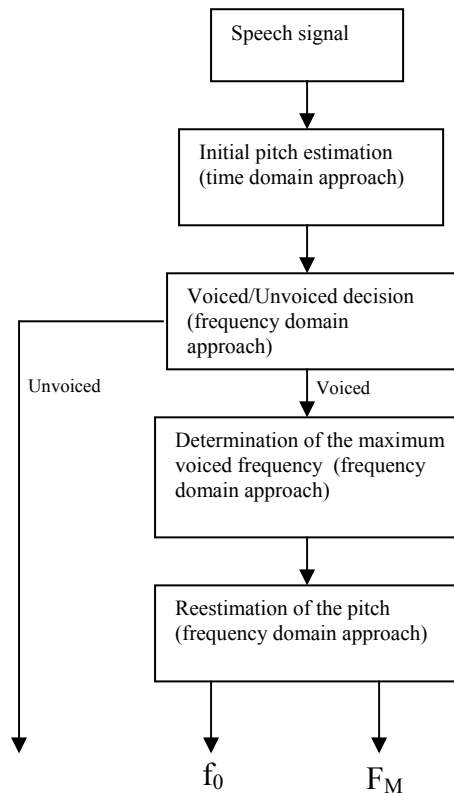 Speech signal
Initial pitch estimation
(time domain approach)
Voiced/Unvoiced decision
(frequency domain
approach)
Unvoiced
Voiced
Determination of the maximum
voiced frequency (frequency
domain approach)
Reestimation of the pitch
(frequency domain approach)
f₀
F_M